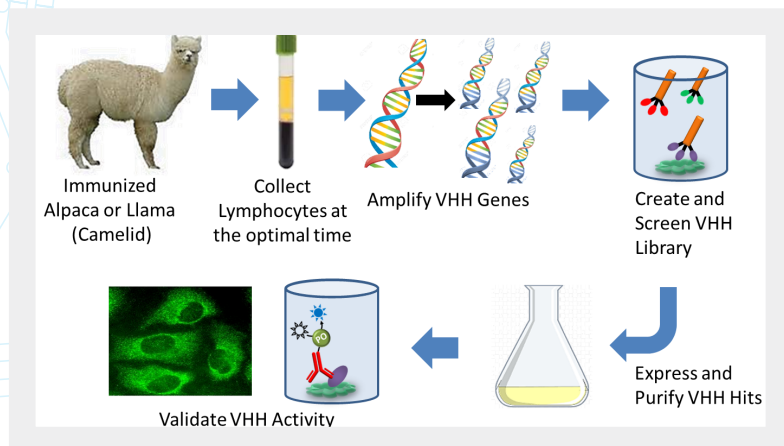 Immunized
Alpaca or Llama
(Camelid)
Collect
Lymphocytes at
the optimal time
Amplify VHH Genes
Create and
Screen VHH
Library
Express and
Purify VHH Hits
PO
Validate VHH Activity